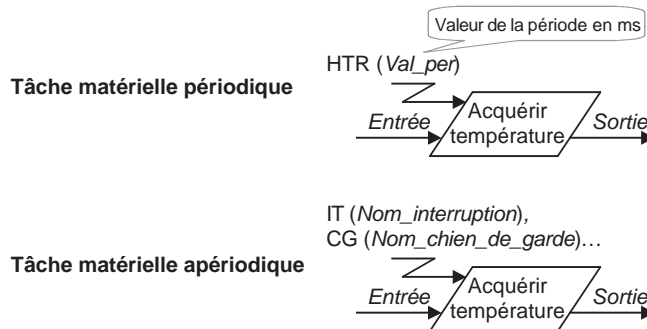 Valeur de la période en ms
HTR (Val_per)
Tâche matérielle périodique
Acquérir
température
Entrée
Sortie
IT (Nom_interruption),
CG (Nom_chien_de_garde)…
Tâche matérielle apériodique
Acquérir
température
Entrée
Sortie